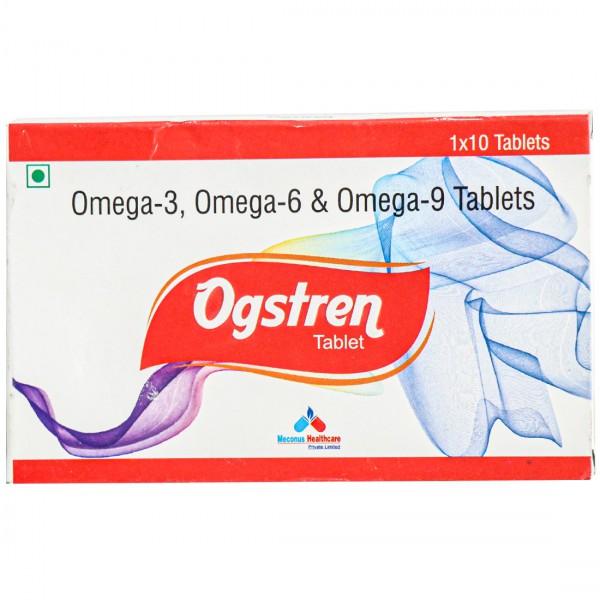 1x10 Tablets
Omega-3, Omega-6 & Omega-9 Tablets
Ogstren
Tablet
Meconus Healthcare
Private Limited